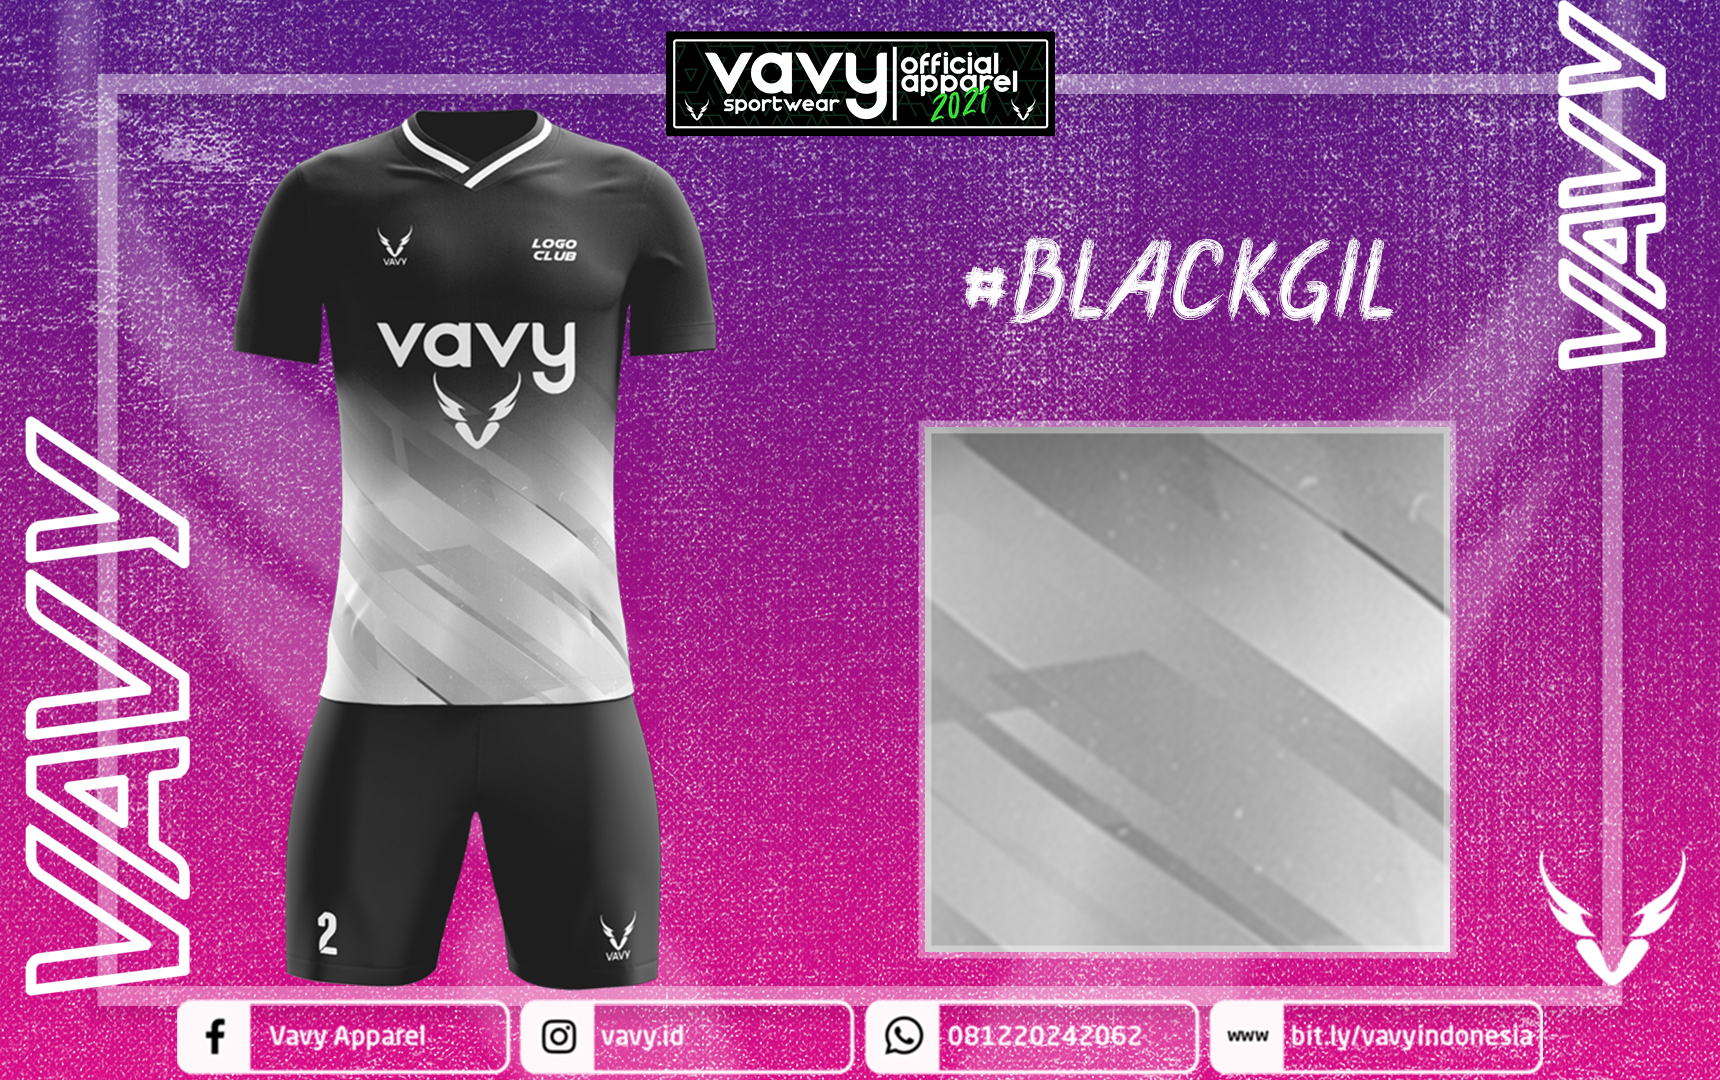 vavy
sportwear
official
apparel
2021
VAVY
VAVY
VAVY
LOGO
CLUB
vavy
#BLACKGIL
2
VAVY
Vavy Apparel
vavy.id
081220242062
www
bit.ly/vavyindonesia